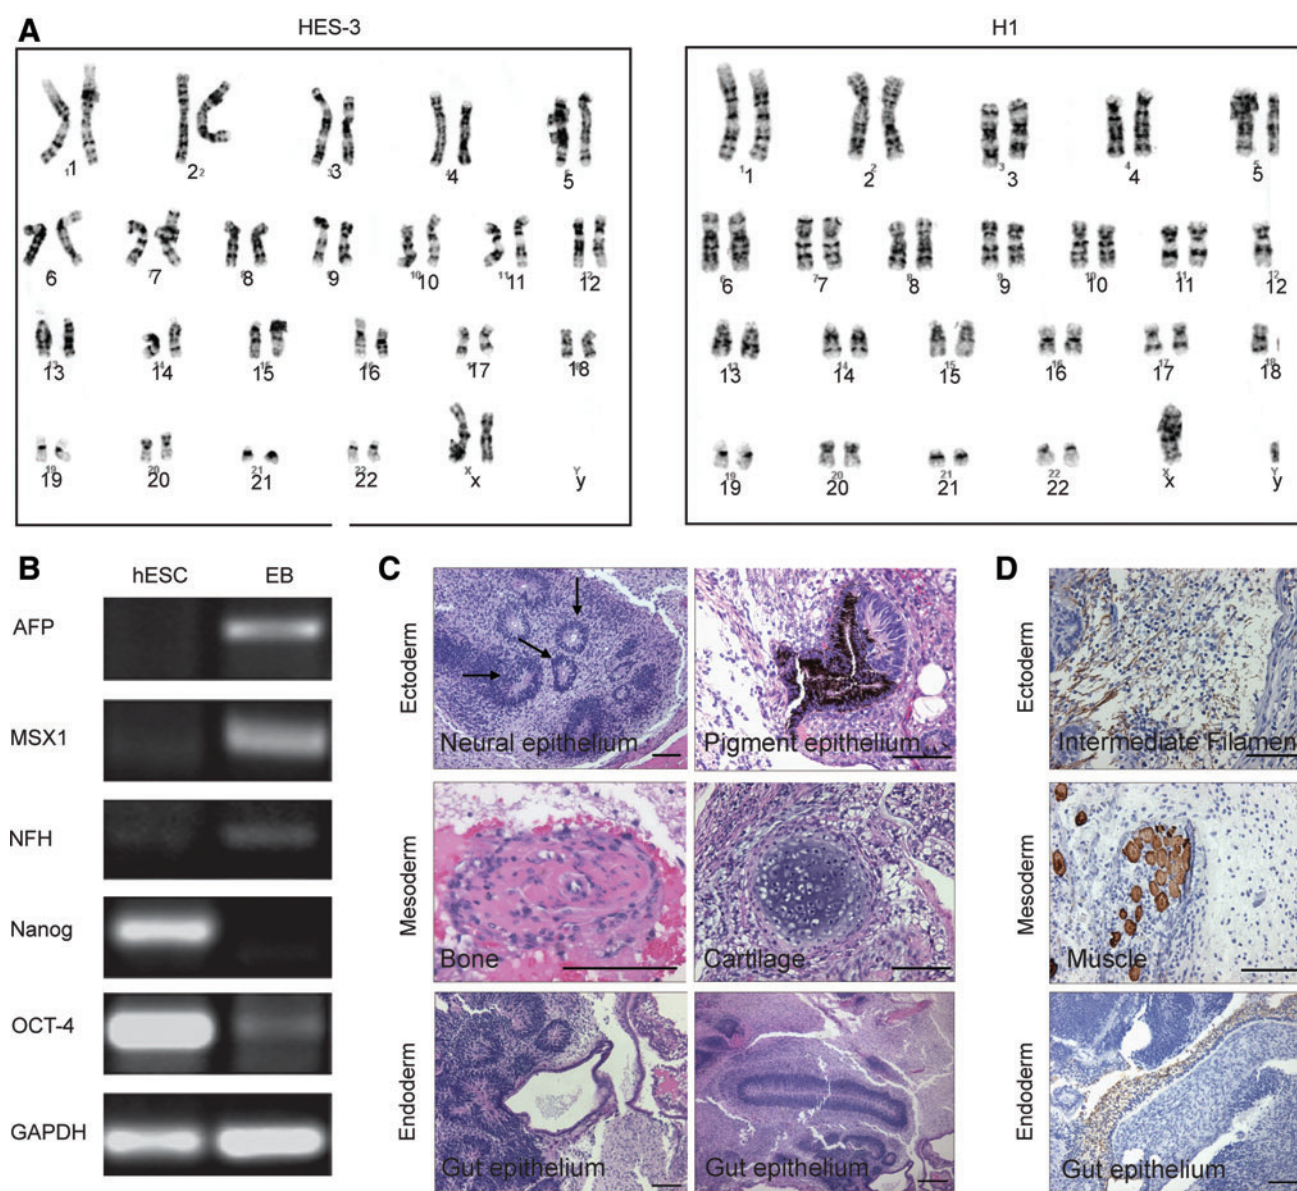 A
HES-3
H1
1 2 3 4 5
6 7 8 9 10 11 12
13 14 15 16 17 18
19 20 21 22 x y
1 2 3 4 5
6 7 8 9 10 11 12
13 14 15 16 17 18
19 20 21 22 x y
B
hESC EB
AFP
MSX1
NFH
Nanog
OCT-4
GAPDH
C
Ectoderm
Neural epithelium
Pigment epithelium
Mesoderm
Bone
Cartilage
Endoderm
Gut epithelium
Gut epithelium
D
Ectoderm
Intermediate Filamen
Mesoderm
Muscle
Endoderm
Gut epithelium